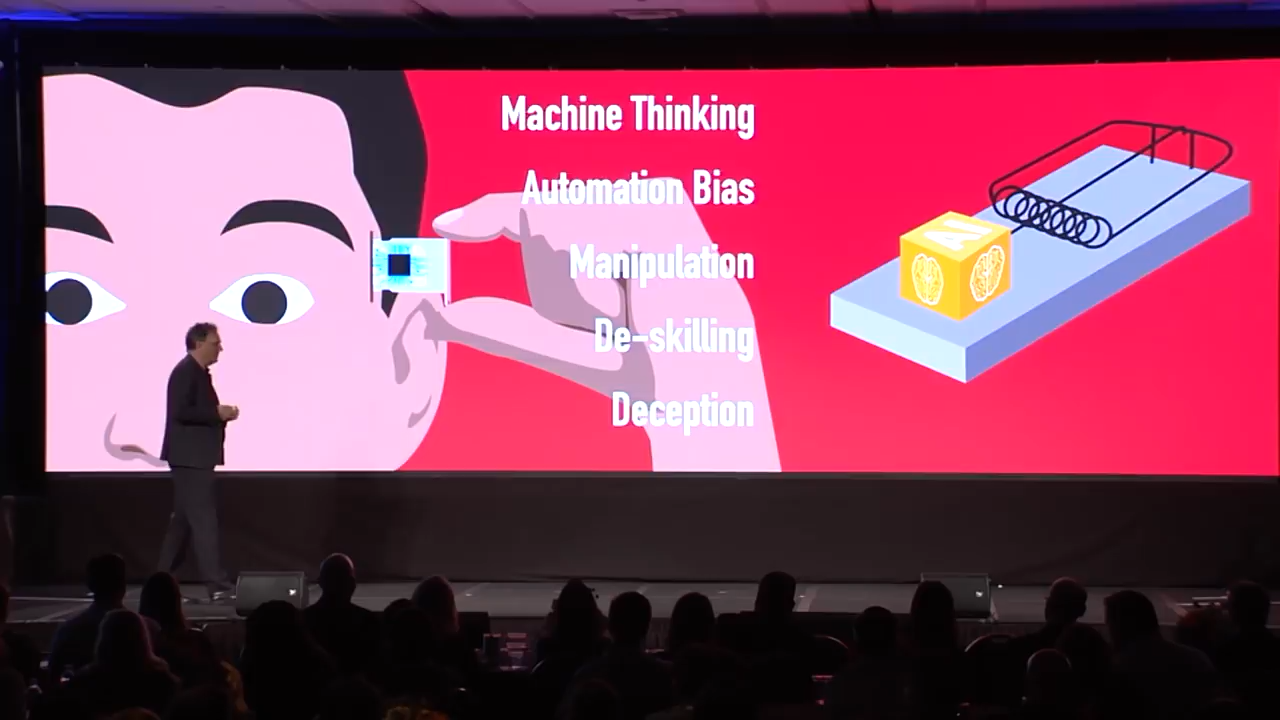 Machine Thinking
Automation Bias
Manipulation
De-skilling
Deception
AI